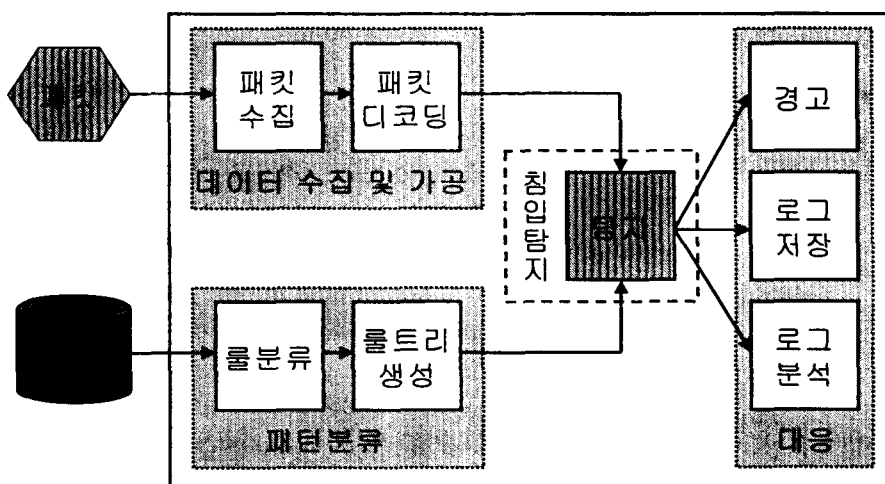 패킷
패킷
수집
패킷
디코딩
데이터 수집 및 가공
침입탐지
탐지
룰분류
룰트리
생성
패턴분류
경고
로그
저장
로그
분석
대응